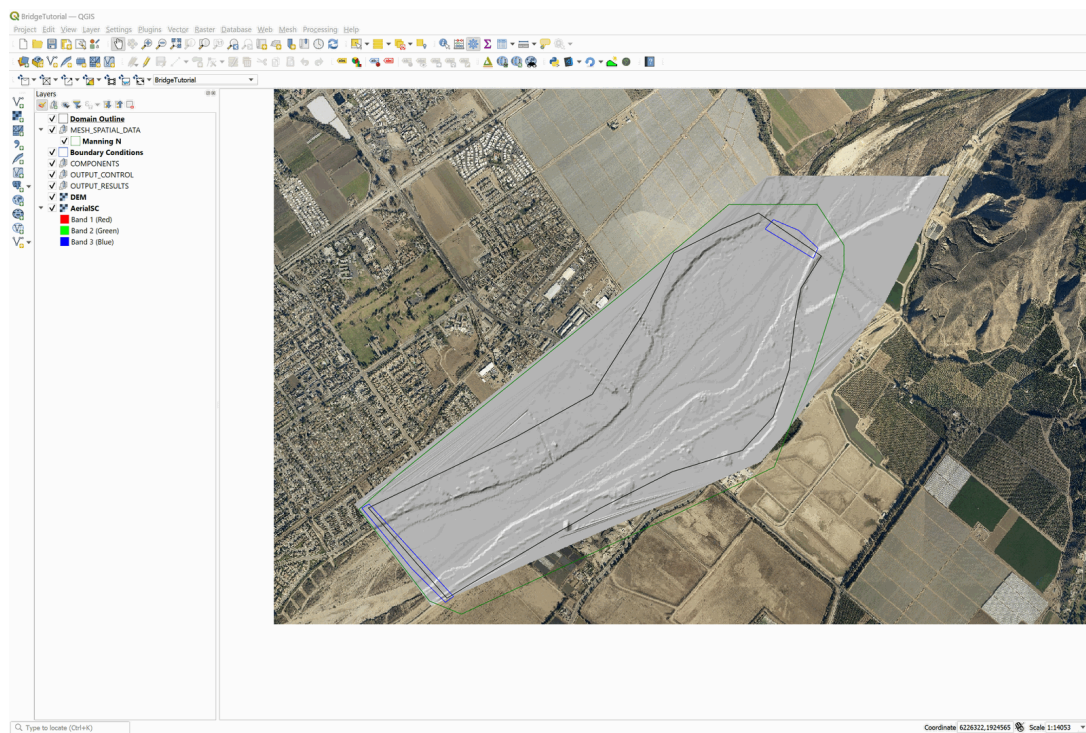 BridgeTutorial — QGIS
Project Edit View Layer Settings Plugins Vector Raster Database Web Mesh Processing Help
BridgeTutorial
Layers
Domain Outline
MESH_SPATIAL_DATA
Manning N
Boundary Conditions
COMPONENTS
OUTPUT_CONTROL
OUTPUT_RESULTS
DEM
AerialSC
Band 1 (Red)
Band 2 (Green)
Band 3 (Blue)
Type to locate (Ctrl+K)
Coordinate 6226322,1924565 Scale 1:14053